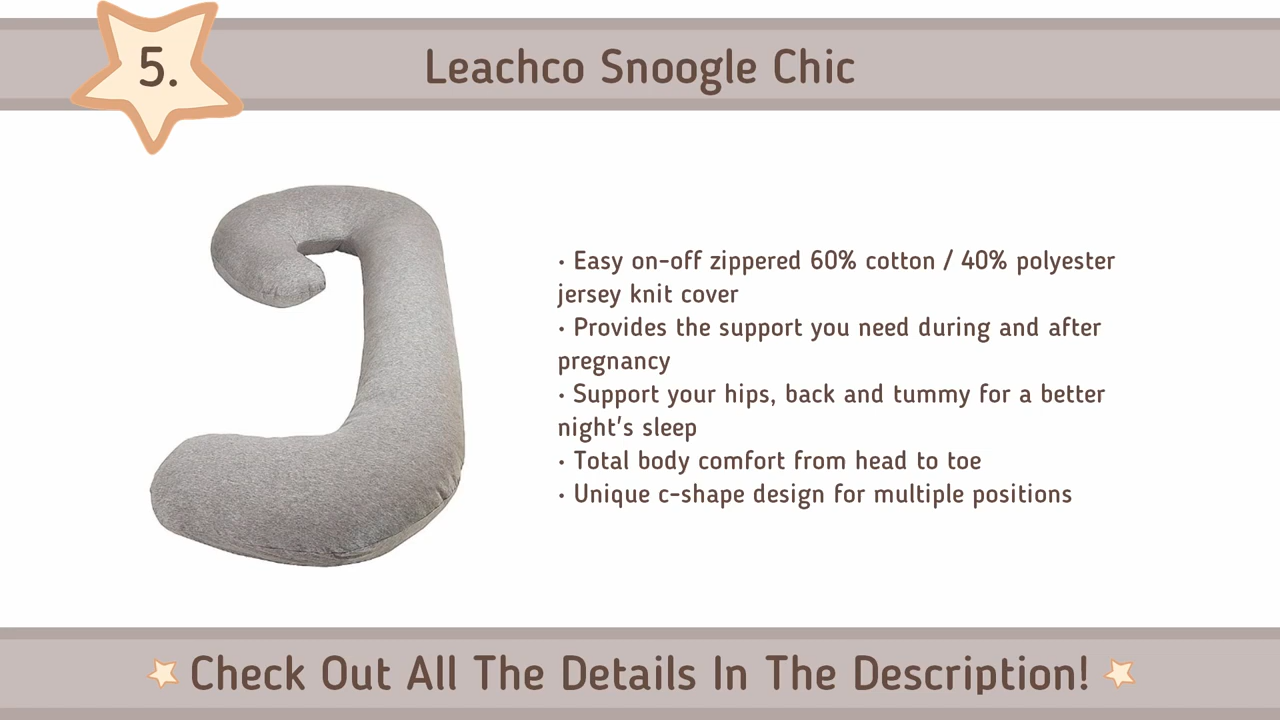 5.
Leachco Snoogle Chic
• Easy on-off zippered 60% cotton / 40% polyester
jersey knit cover
• Provides the support you need during and after
pregnancy
• Support your hips, back and tummy for a better
night's sleep
• Total body comfort from head to toe
• Unique c-shape design for multiple positions
Check Out All The Details In The Description!